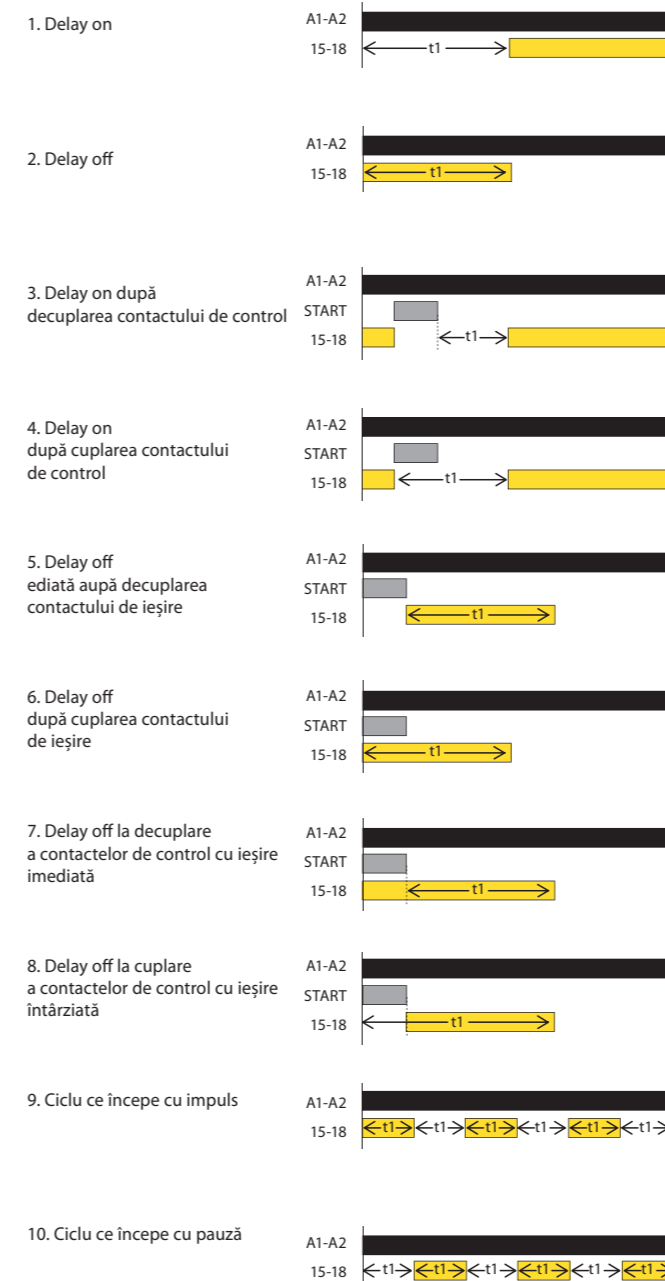 1. Delay on
A1-A2
15-18
t1
2. Delay off
A1-A2
15-18
t1
3. Delay on după
decuplarea contactului de control
A1-A2
START
15-18
t1
4. Delay on
după cuplarea contactului
de control
A1-A2
START
15-18
t1
5. Delay off
ediată aupă decuplarea
contactului de ieșire
A1-A2
START
15-18
t1
6. Delay off
după cuplarea contactului
de ieșire
A1-A2
START
15-18
t1
7. Delay off la decuplare
a contactelor de control cu ieșire
imediată
A1-A2
START
15-18
t1
8. Delay off la cuplare
a contactelor de control cu ieșire
întârziată
A1-A2
START
15-18
t1
9. Ciclu ce începe cu impuls
A1-A2
15-18
t1 t1 t1 t1 t1 t1
10. Ciclu ce începe cu pauză
A1-A2
15-18
t1 t1 t1 t1 t1 t1